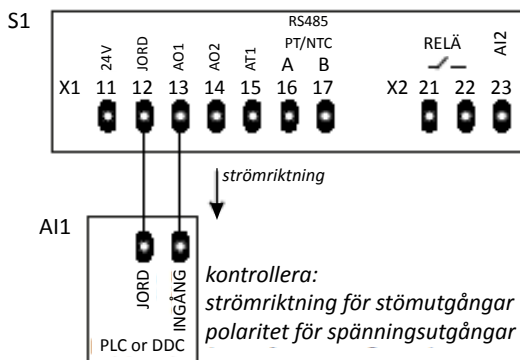 S1
RS485
24V JORD AO1 AO2 AT1 PT/NTC RELÄ AI2
A B
X1 11 12 13 14 15 16 17 X2 21 22 23
strömriktning
AI1
JORD INGÅNG
kontrollera:
strömriktning för stömutgångar
polaritet för spänningsutgångar
PLC or DDC